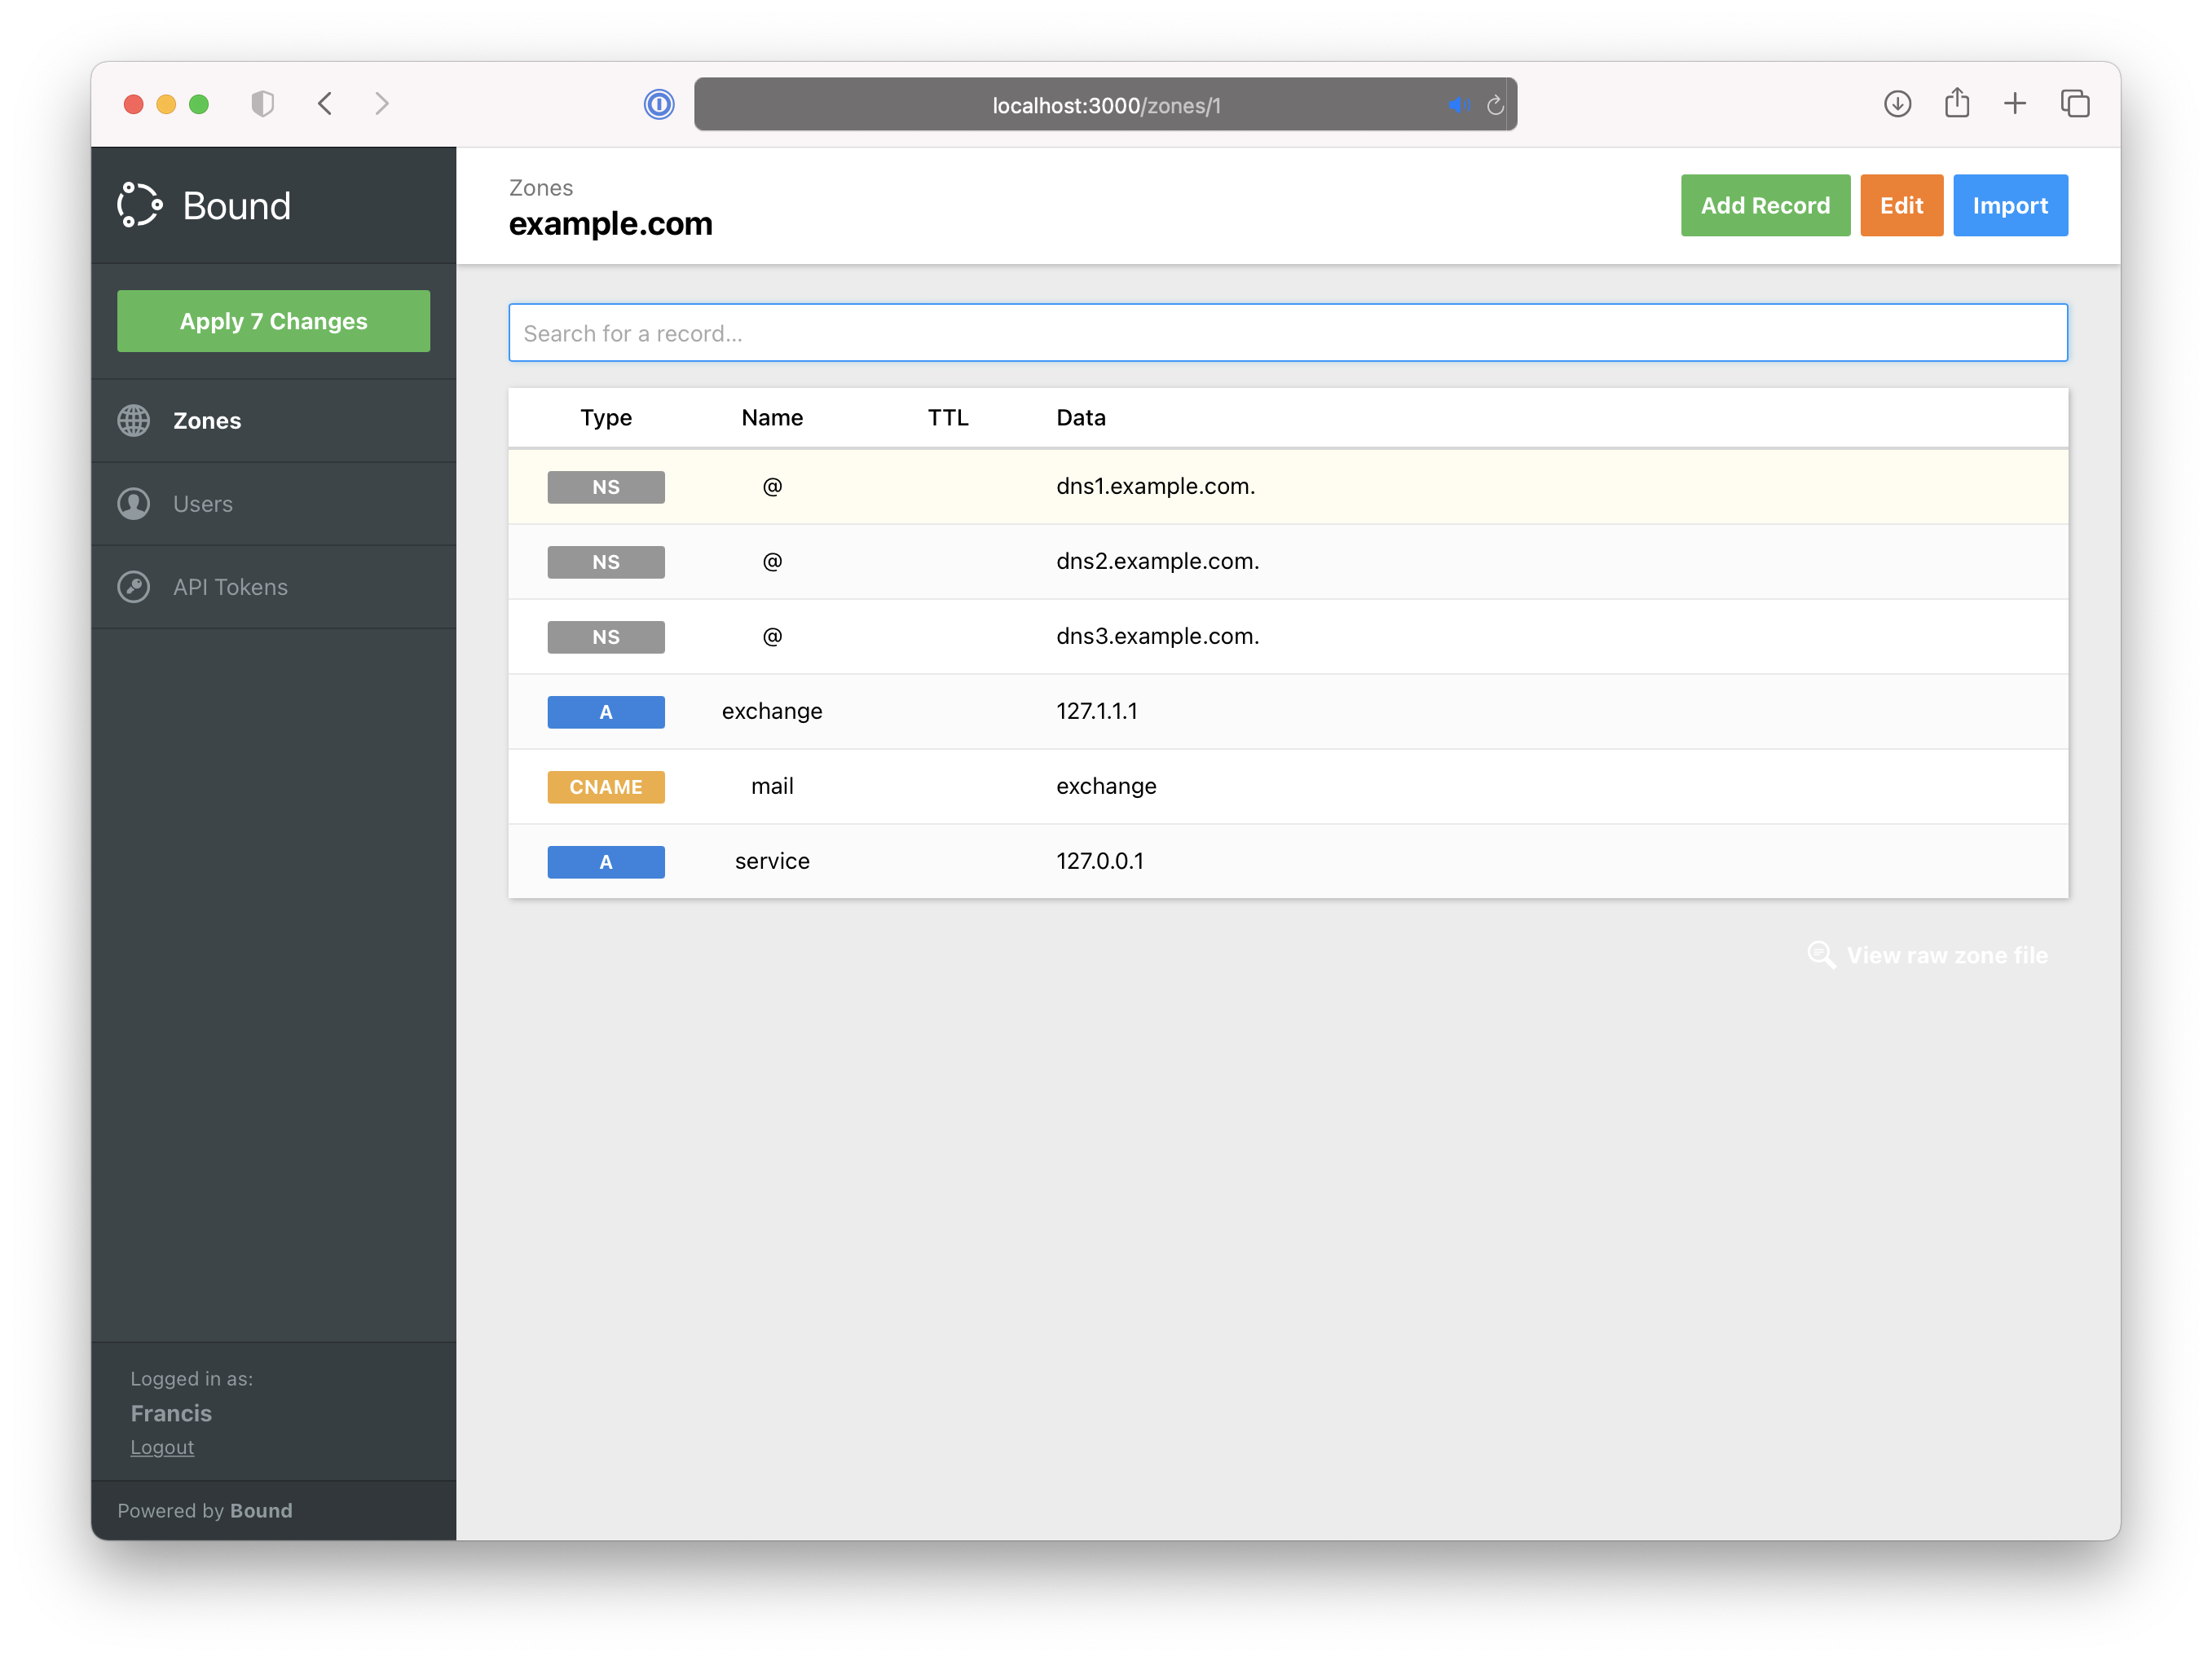 localhost:3000/zones/1
Bound
Zones
example.com
Add Record
Edit
Import
Apply 7 Changes
Zones
Users
API Tokens
Search for a record...
Type Name TTL Data
NS @ dns1.example.com.
NS @ dns2.example.com.
NS @ dns3.example.com.
A exchange 127.1.1.1
CNAME mail exchange
A service 127.0.0.1
View raw zone file
Logged in as:
Francis
Logout
Powered by Bound